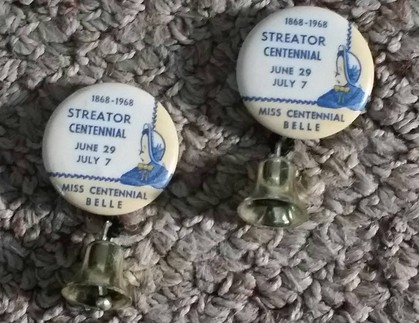 1868-1968
STREATOR
CENTENNIAL
JUNE 29
JULY 7
MISS CENTENNIAL
BELLE
1868-1968
STREATOR
CENTENNIAL
JUNE 29
JULY 7
MISS CENTENNIAL
BELLE